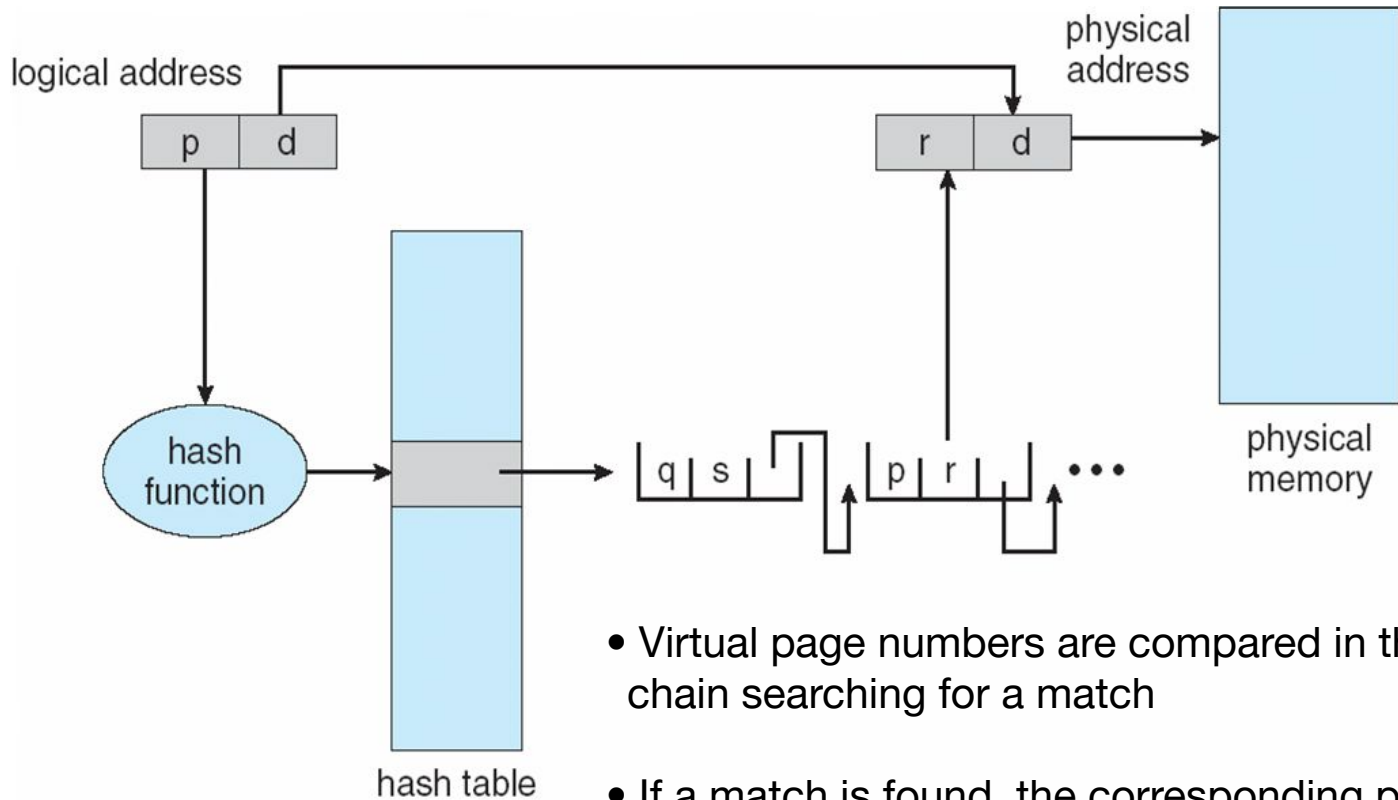 logical address
p d
physical
address
r d
hash
function
q s
p r
•••
physical
memory
hash table
• Virtual page numbers are compared in
chain searching for a match
• If a match is found, the corresponding